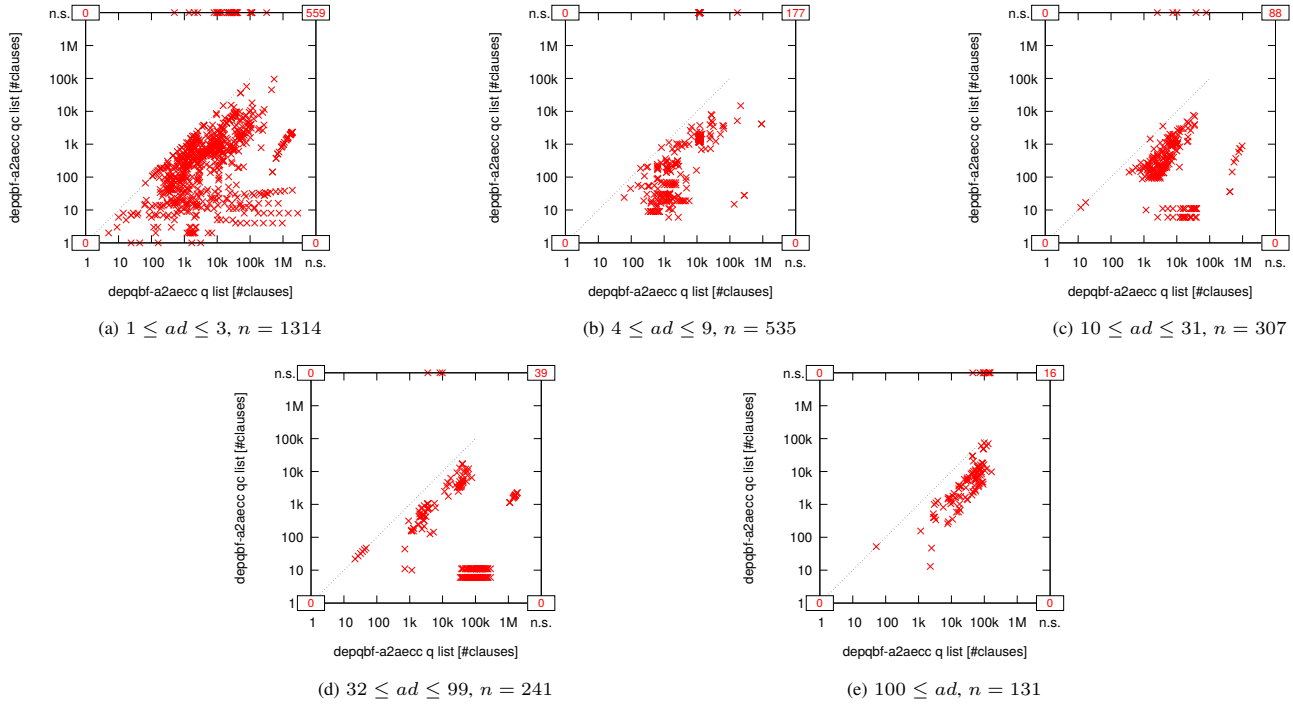 n.s.
0
559
1M
100k
10k
1k
100
10
1
0
0
1 10 100 1k 10k 100k 1M n.s.
depqbf-a2aecc qc list [#clauses]
depqbf-a2aecc q list [#clauses]
(a) 1 ≤ ad ≤ 3, n = 1314
n.s.
0
177
1M
100k
10k
1k
100
10
1
0
0
1 10 100 1k 10k 100k 1M n.s.
depqbf-a2aecc qc list [#clauses]
depqbf-a2aecc q list [#clauses]
(b) 4 ≤ ad ≤ 9, n = 535
n.s.
0
88
1M
100k
10k
1k
100
10
1
0
0
1 10 100 1k 10k 100k 1M n.s.
depqbf-a2aecc qc list [#clauses]
depqbf-a2aecc q list [#clauses]
(c) 10 ≤ ad ≤ 31, n = 307
n.s.
0
39
1M
100k
10k
1k
100
10
1
0
0
1 10 100 1k 10k 100k 1M n.s.
depqbf-a2aecc qc list [#clauses]
depqbf-a2aecc q list [#clauses]
(d) 32 ≤ ad ≤ 99, n = 241
n.s.
0
16
1M
100k
10k
1k
100
10
1
0
0
1 10 100 1k 10k 100k 1M n.s.
depqbf-a2aecc qc list [#clauses]
depqbf-a2aecc q list [#clauses]
(e) 100 ≤ ad, n = 131